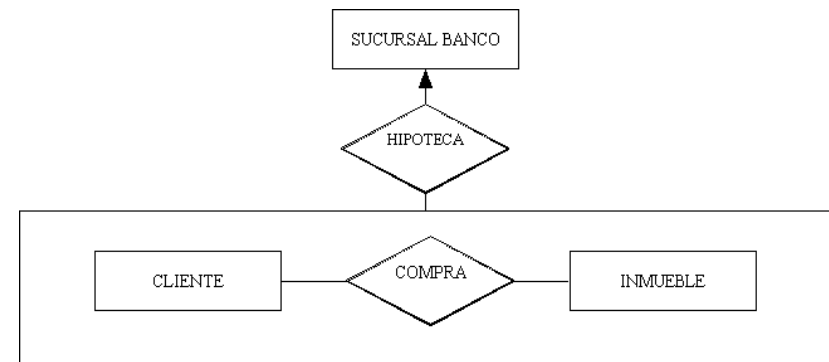 SUCURSAL BANCO
HIPOTECA
CLIENTE
COMPRA
INMUEBLE